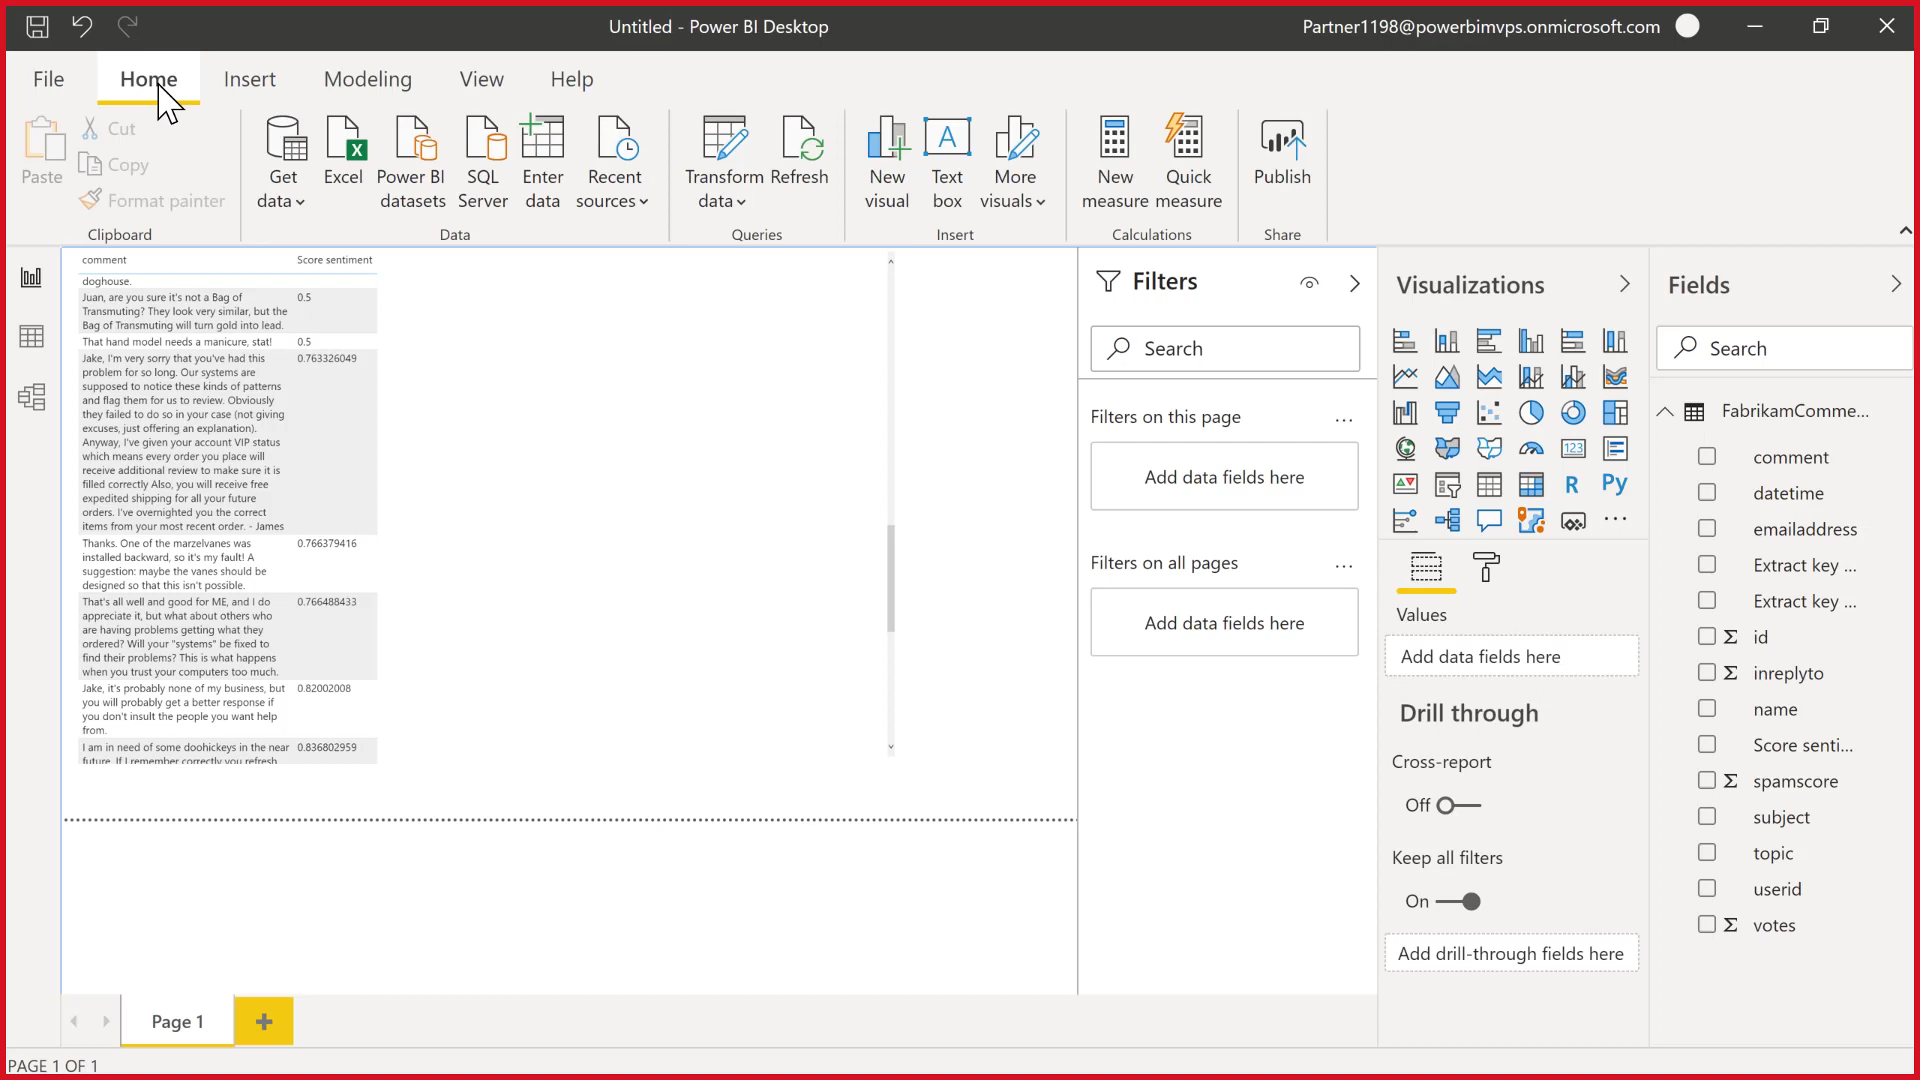 Untitled - Power BI Desktop
Partner1198@powerbimvps.onmicrosoft.com
File
Home
Insert
Modeling
View
Help
Paste
Cut
Copy
Format painter
Clipboard
Get
data
Excel
Power BI
datasets
SQL
Server
Enter
data
Recent
sources
Data
Transform
data
Refresh
Queries
New
visual
Text
box
More
visuals
Insert
New
measure
Quick
measure
Calculations
Publish
Share
comment Score sentiment
doghouse.
Juan, are you sure it's not a Bag of 0.5
Transmuting? They look very similar, but the
Bag of Transmuting will turn gold into lead.
That hand model needs a manicure, stat! 0.5
Jake, I'm very sorry that you've had this 0.763326049
problem for so long. Our systems are
supposed to notice these kinds of patterns
and flag them for us to review. Obviously
they failed to do so in your case (not giving
excuses, just offering an explanation).
Anyway, I've given your account VIP status
which means every order you place will
receive additional review to make sure it is
filled correctly Also, you will receive free
expedited shipping for all your future
orders. I've overnighted you the correct
items from your most recent order. - James
Thanks. One of the marzelvanes was 0.766379416
installed backward, so it's my fault! A
suggestion: maybe the vanes should be
designed so that this isn't possible.
That's all well and good for ME, and I do 0.766488433
appreciate it, but what about others who
are having problems getting what they
ordered? Will your "systems" be fixed to
find their problems? This is what happens
when you trust your computers too much.
Jake, it's probably none of my business, but 0.82002008
you will probably get a better response if
you don't insult the people you want help
from.
I am in need of some doohickeys in the near 0.836802959
future. If I remember correctly you refresh
Filters
Search
Filters on this page ...
Add data fields here
Filters on all pages ...
Add data fields here
Visualizations
123
R
Py
...
Values
Add data fields here
Drill through
Cross-report
Off
Keep all filters
On
Add drill-through fields here
Fields
Search
FabrikamComme...
comment
datetime
emailaddress
Extract key ...
Extract key ...
Σ id
Σ inreplyto
name
Score senti...
Σ spamscore
subject
topic
userid
Σ votes
Page 1
PAGE 1 OF 1